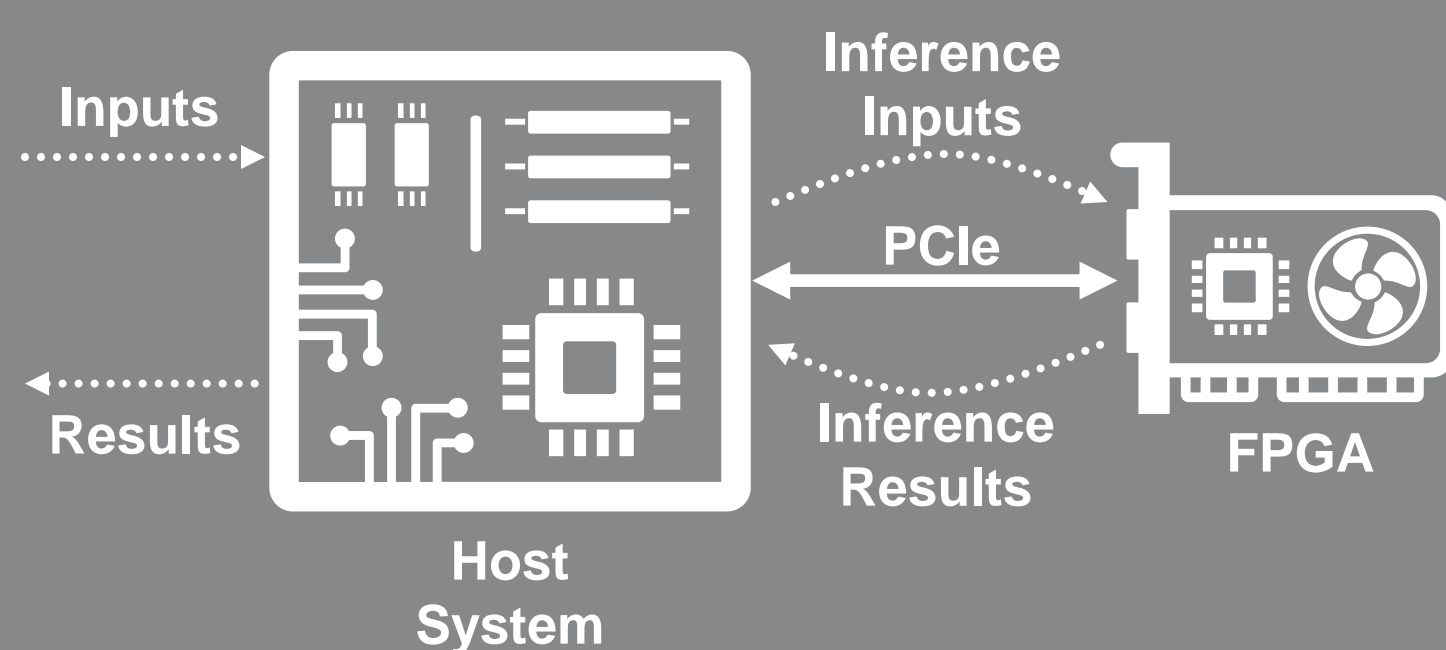 Inputs
Results
Host
System
Inference
Inputs
PCIe
Inference
Results
FPGA